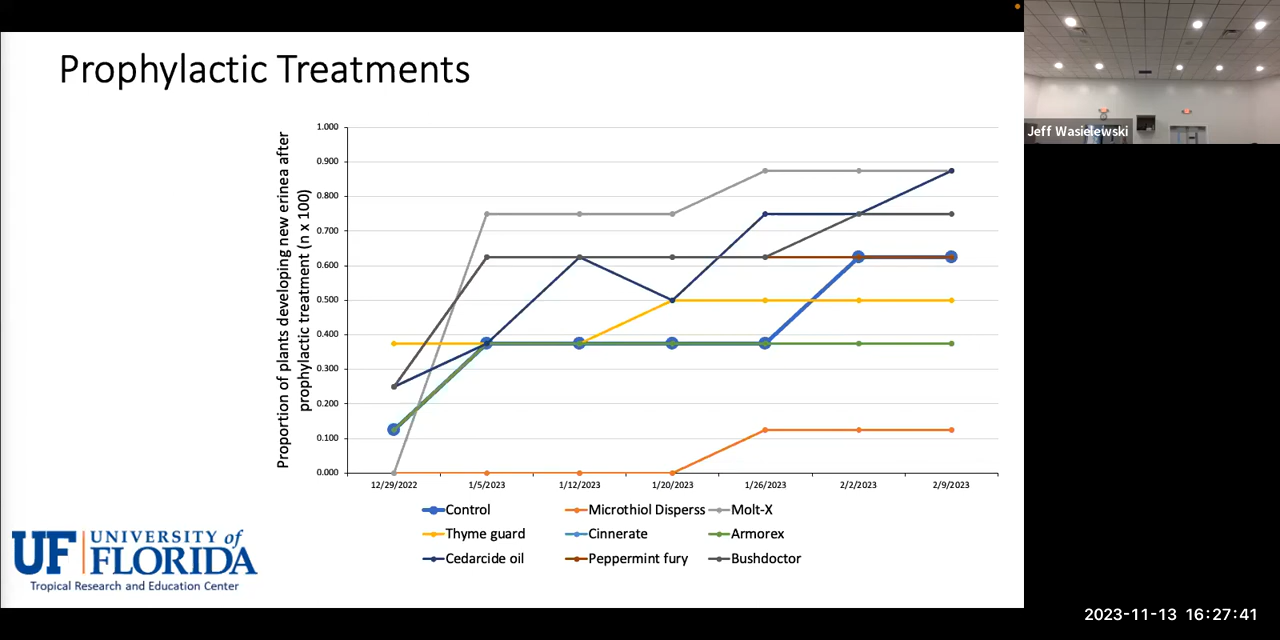 Prophylactic Treatments
Jeff Wasielewski
Proportion of plants developing new erinea after
prophylactic treatment (n x 100)
1.000
0.900
0.800
0.700
0.600
0.500
0.400
0.300
0.200
0.100
0.000
12/29/2022 1/5/2023 1/12/2023 1/20/2023 1/26/2023 2/2/2023 2/9/2023
Control Microthiol Disperss Molt-X
Thyme guard Cinnerate Armorex
Cedarcide oil Peppermint fury Bushdoctor
UF UNIVERSITY of
FLORIDA
Tropical Research and Education Center
2023-11-13 16:27:41